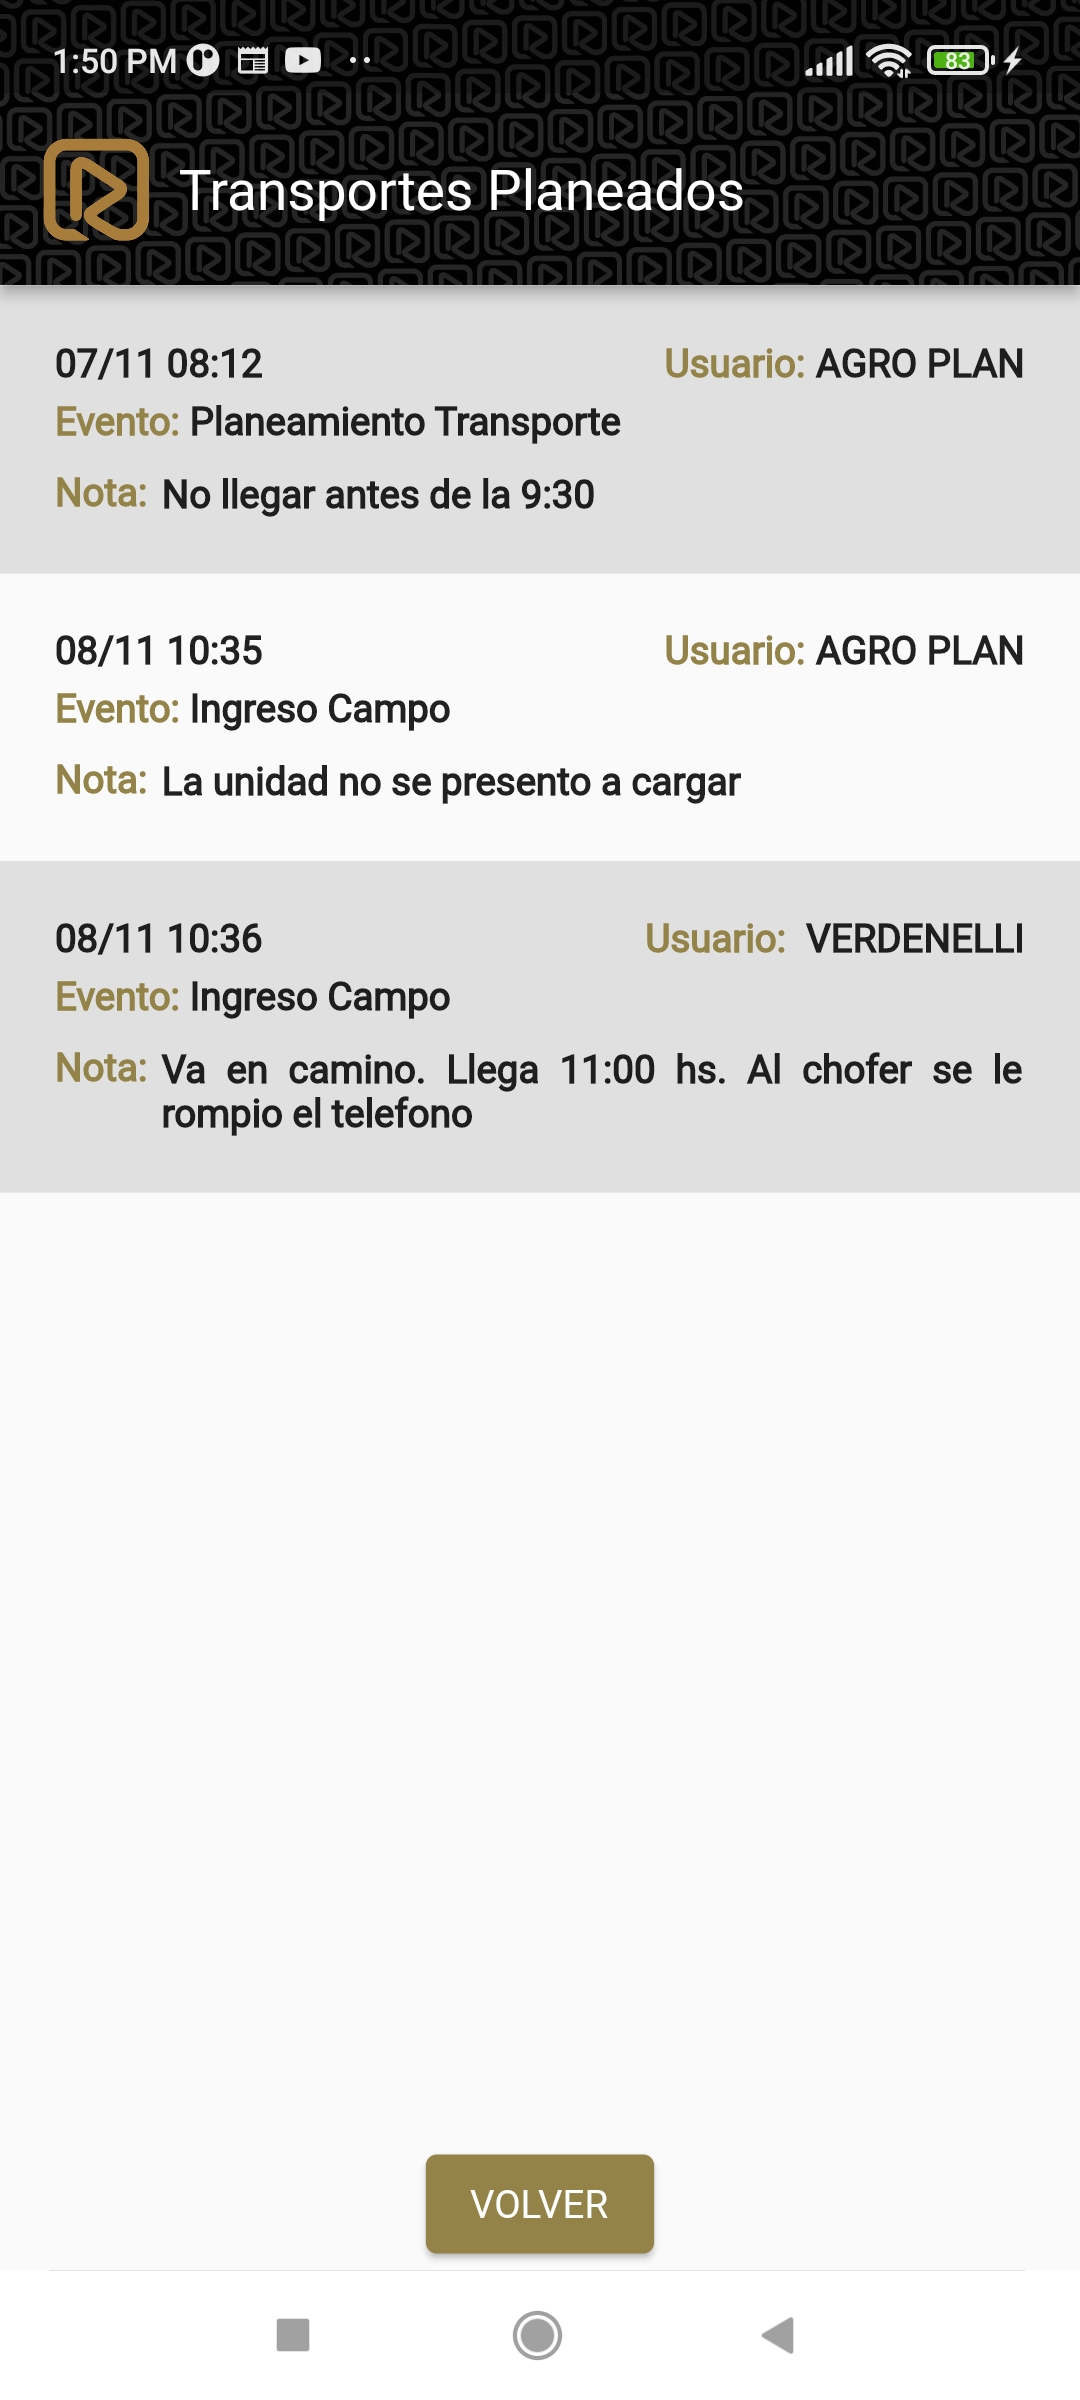 1:50 PM
83
Transportes Planeados
07/11 08:12 Usuario: AGRO PLAN
Evento: Planeamiento Transporte
Nota: No llegar antes de la 9:30
08/11 10:35 Usuario: AGRO PLAN
Evento: Ingreso Campo
Nota: La unidad no se presento a cargar
08/11 10:36 Usuario: VERDENELLI
Evento: Ingreso Campo
Nota: Va en camino. Llega 11:00 hs. Al chofer se le
rompio el telefono
VOLVER